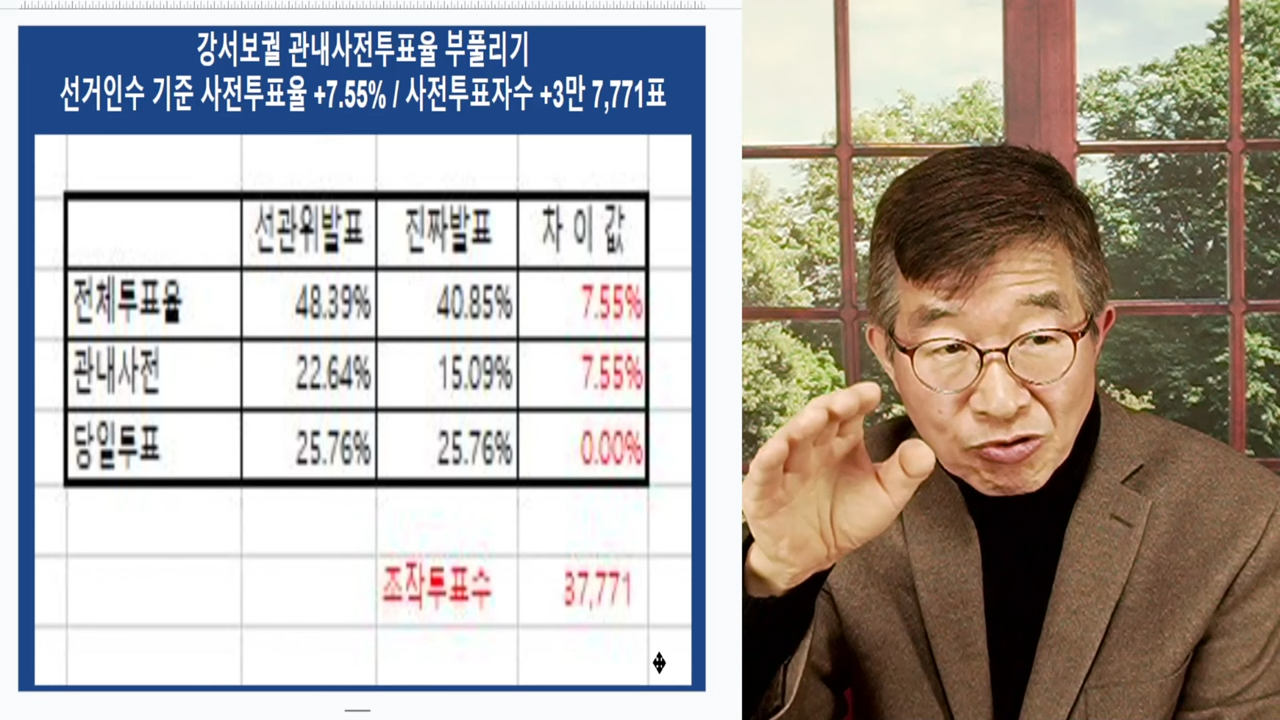 강서보궐 관내사전투표율 부풀리기
선거인수 기준 사전투표율 +7.55% / 사전투표자수 +3만 7,771표
선관위발표 진짜발표 차 이 값
전체투표율 48.39% 40.85% 7.55%
관내사전 22.64% 15.09% 7.55%
당일투표 25.76% 25.76% 0.00%
조작투표수 37,771